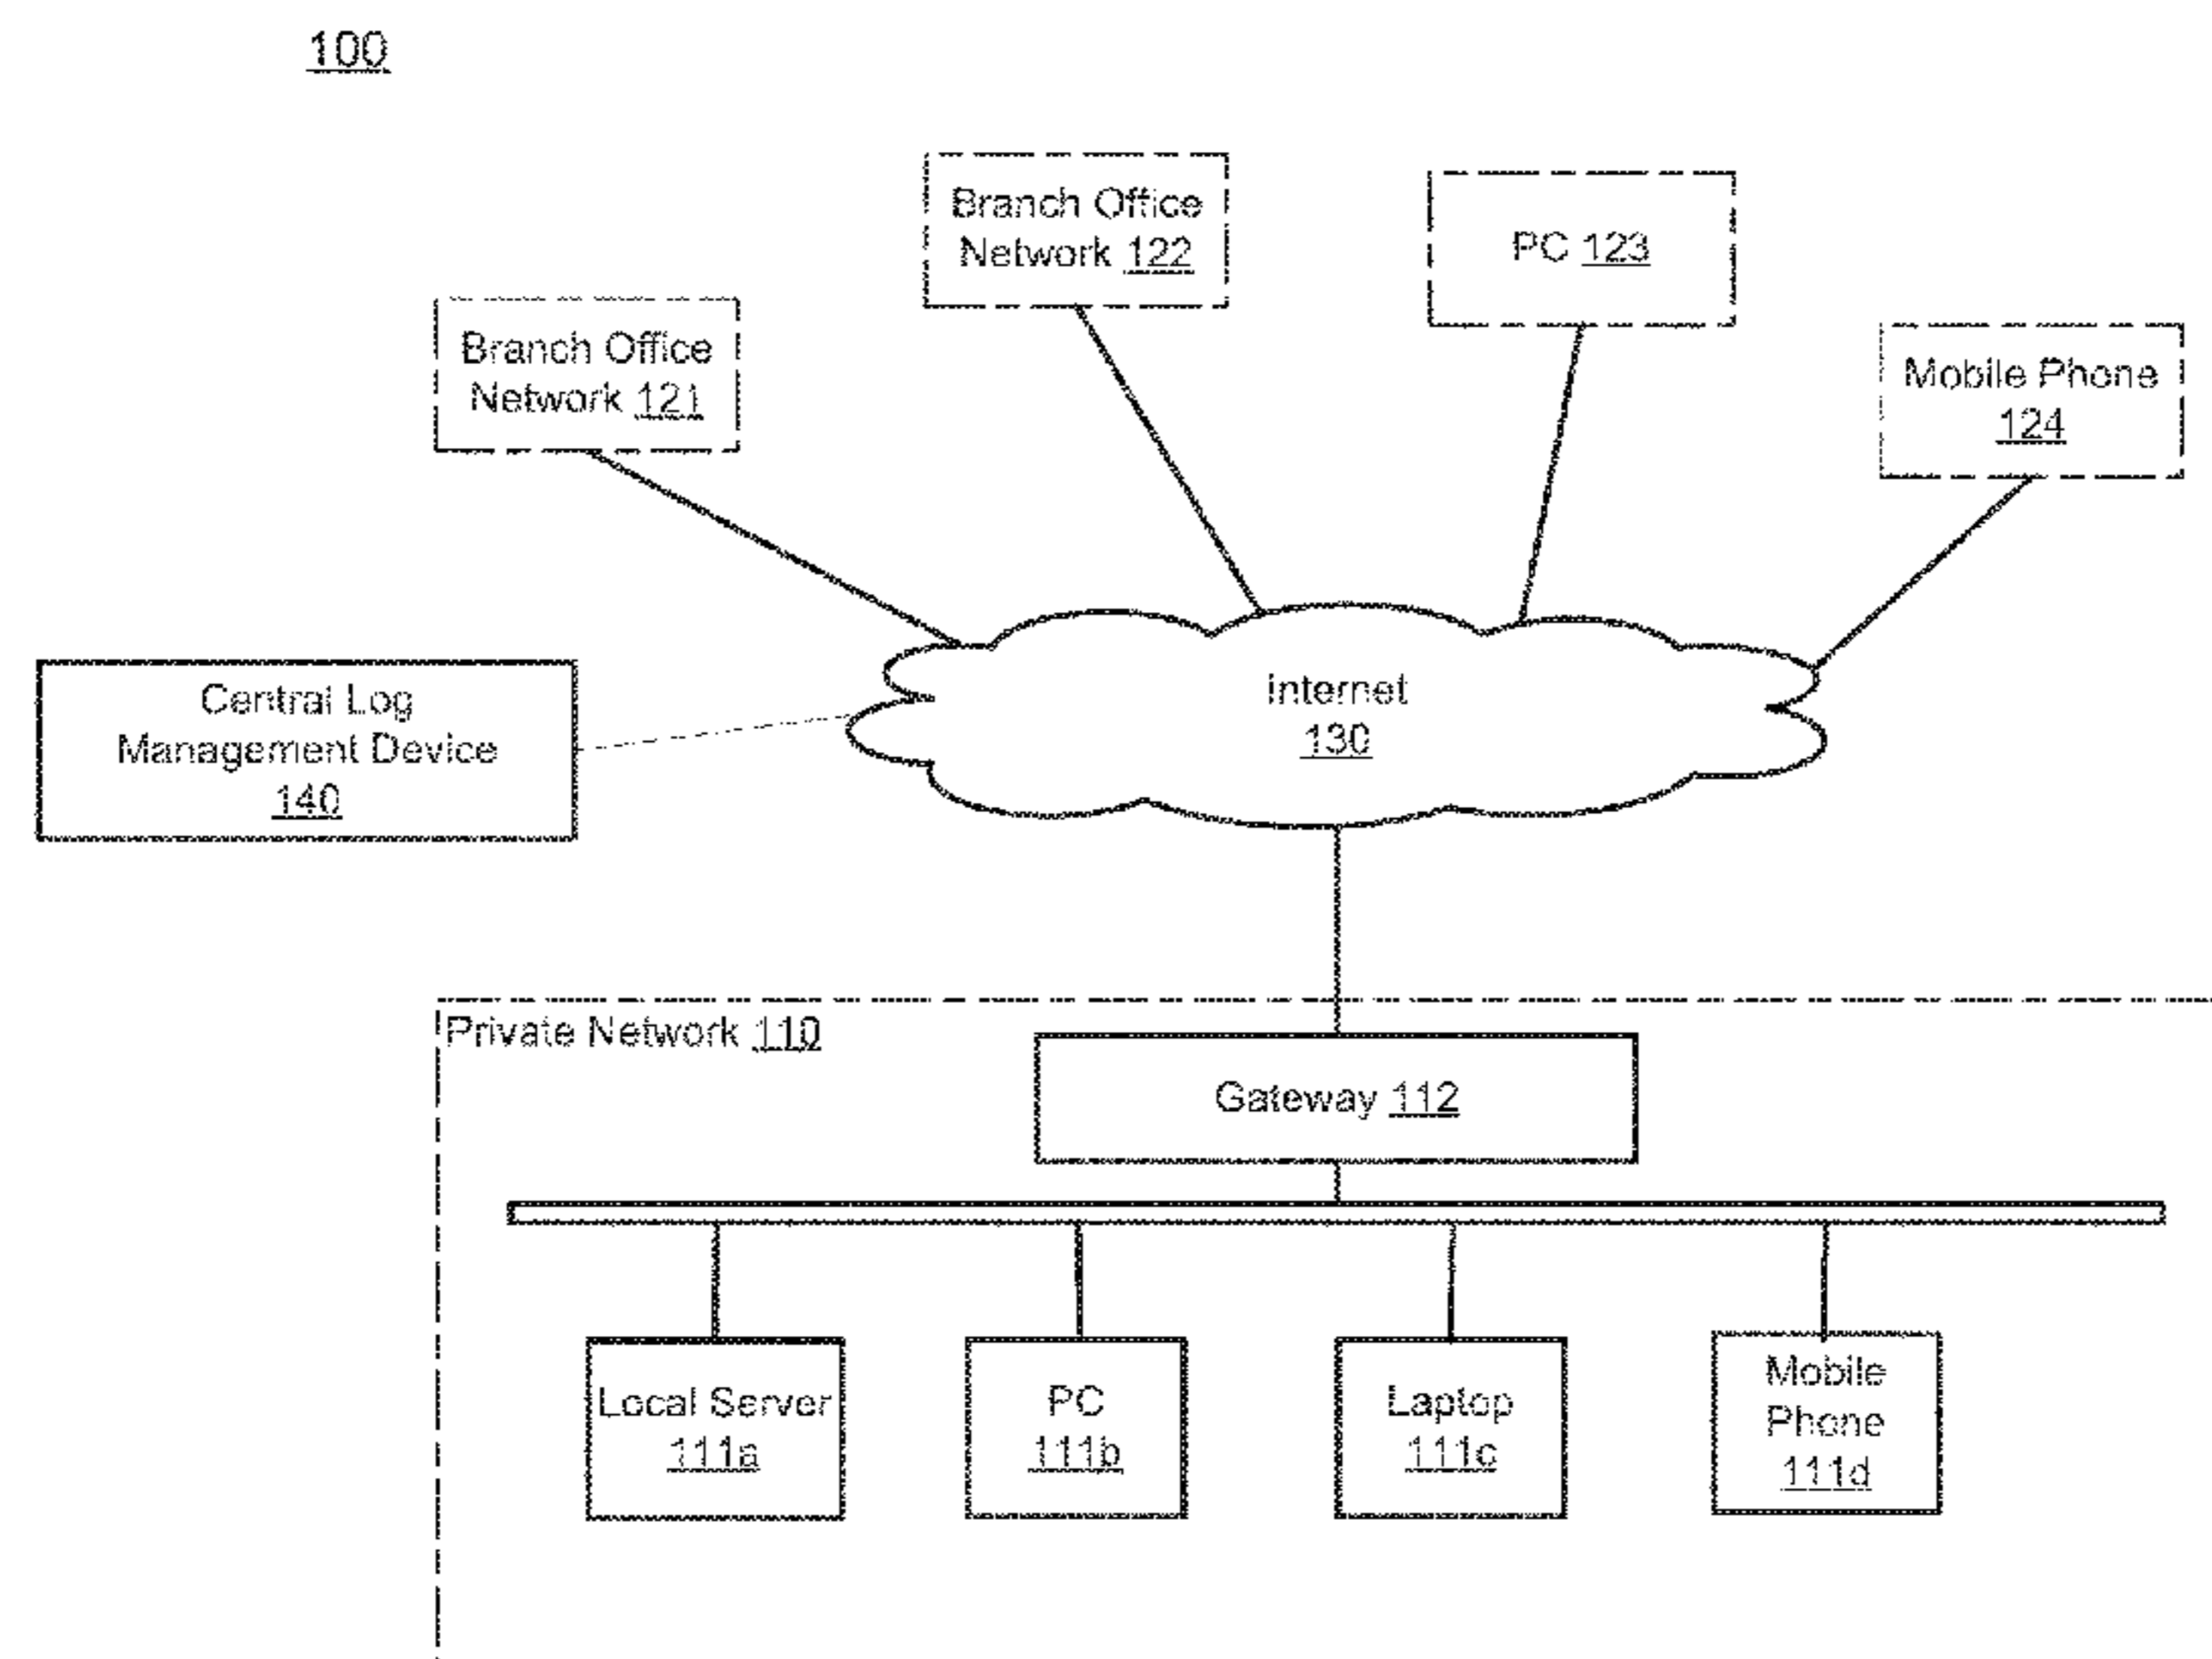 100
Branch Office
Network 122
PC 123
Branch Office
Network 121
Mobile Phone
124
Central Log
Management Device
140
Internet
130
Private Network 110
Gateway 112
Local Server
111a
PC
111b
Laptop
111c
Mobile
Phone
111d